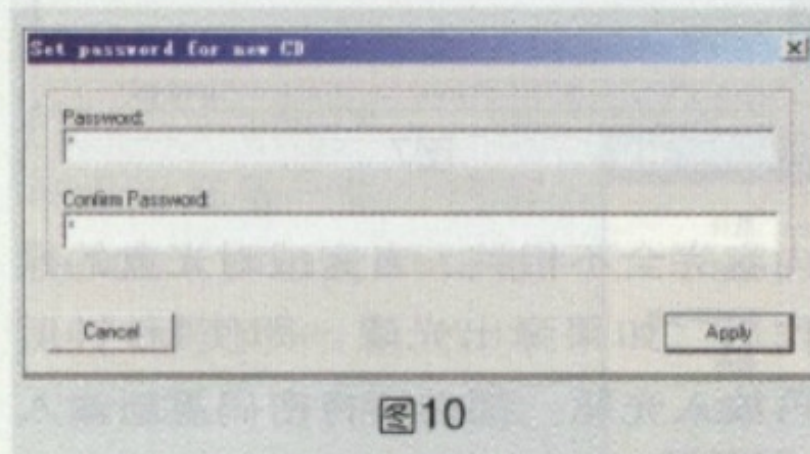 Set password for new CD
Password:
*
Confirm Password:
*
Cancel
Apply
图10